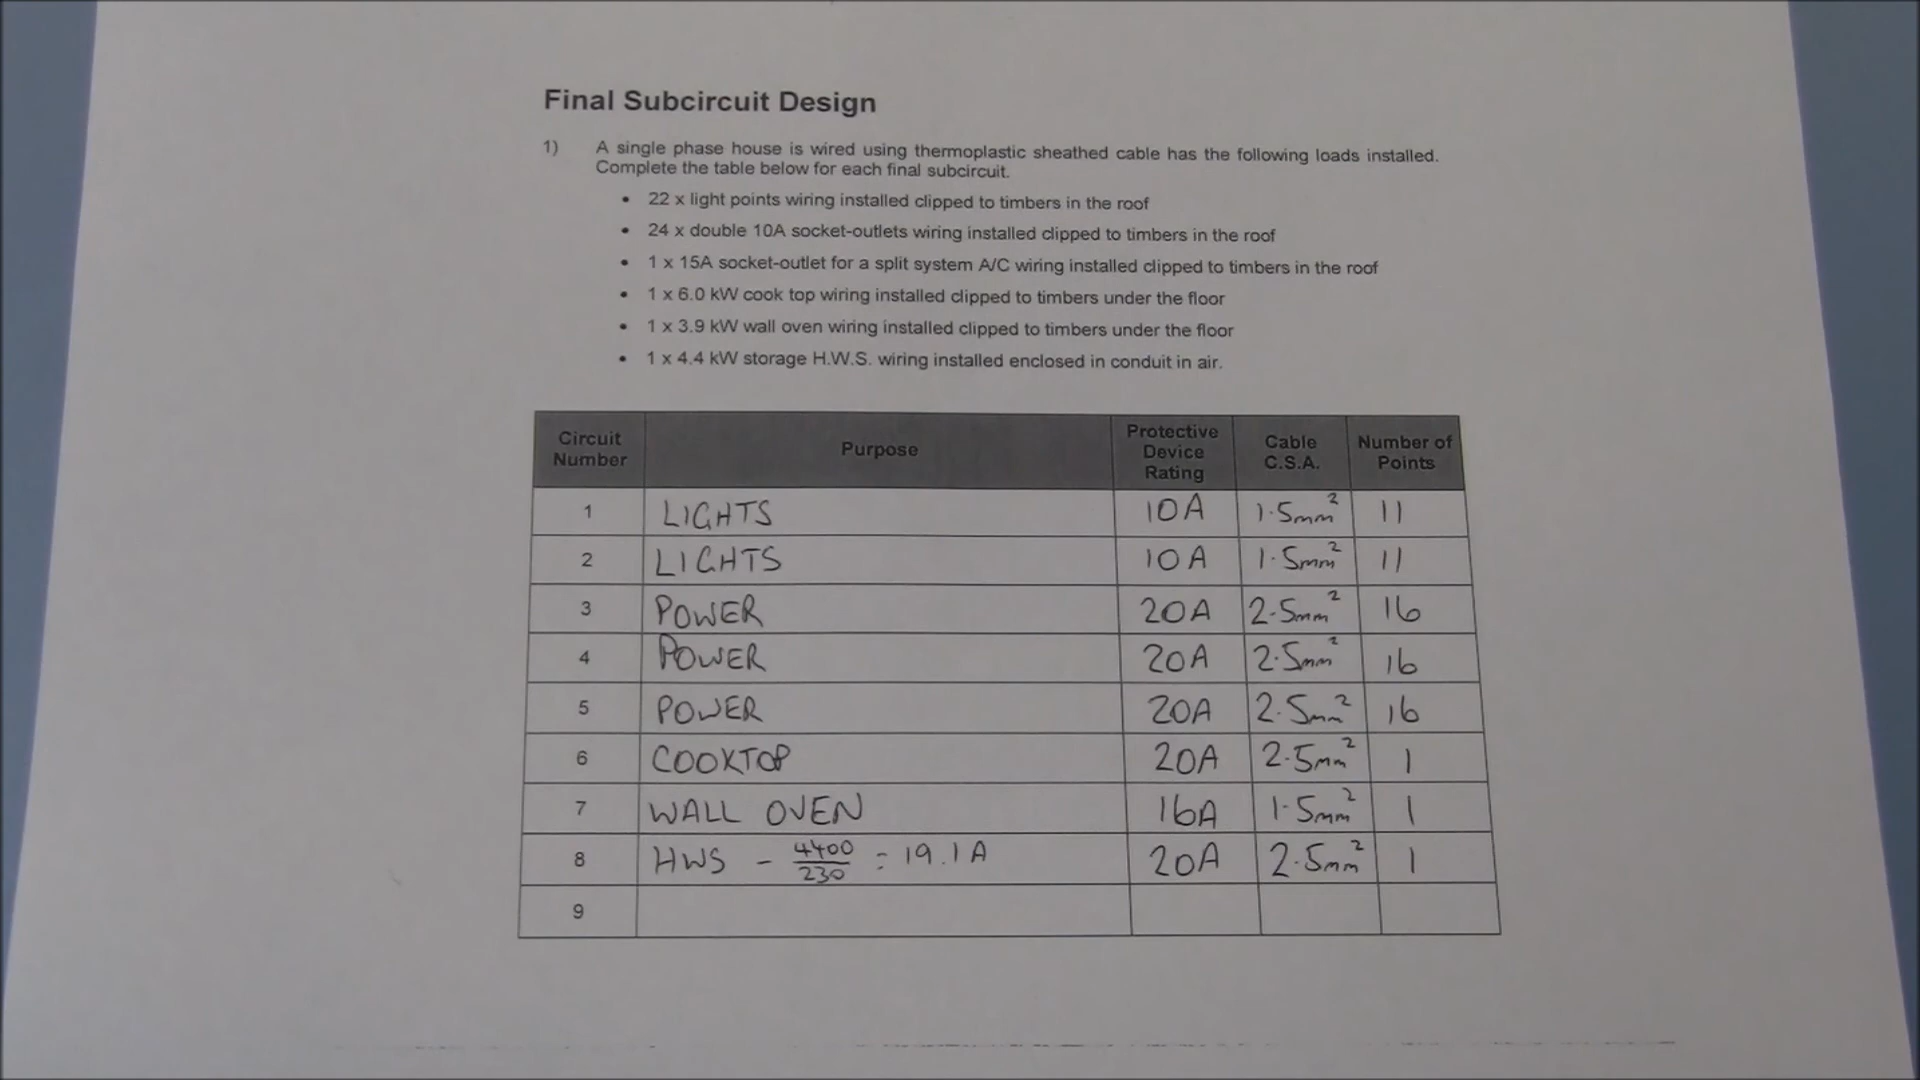 Final Subcircuit Design
1) A single phase house is wired using thermoplastic sheathed cable has the following loads installed.
Complete the table below for each final subcircuit.
• 22 x light points wiring installed clipped to timbers in the roof
• 24 x double 10A socket-outlets wiring installed clipped to timbers in the roof
• 1 x 15A socket-outlet for a split system A/C wiring installed clipped to timbers in the roof
• 1 x 6.0 kW cook top wiring installed clipped to timbers under the floor
• 1 x 3.9 kW wall oven wiring installed clipped to timbers under the floor
• 1 x 4.4 kW storage H.W.S. wiring installed enclosed in conduit in air.
Circuit Number Purpose Protective Device Rating Cable C.S.A. Number of Points
1 LIGHTS 10A 1.5mm² 11
2 LIGHTS 10A 1.5mm² 11
3 POWER 20A 2.5mm² 16
4 POWER 20A 2.5mm² 16
5 POWER 20A 2.5mm² 16
6 COOKTOP 20A 2.5mm² 1
7 WALL OVEN 16A 1.5mm² 1
8 HWS - 4400/230 = 19.1A 20A 2.5mm² 1
9